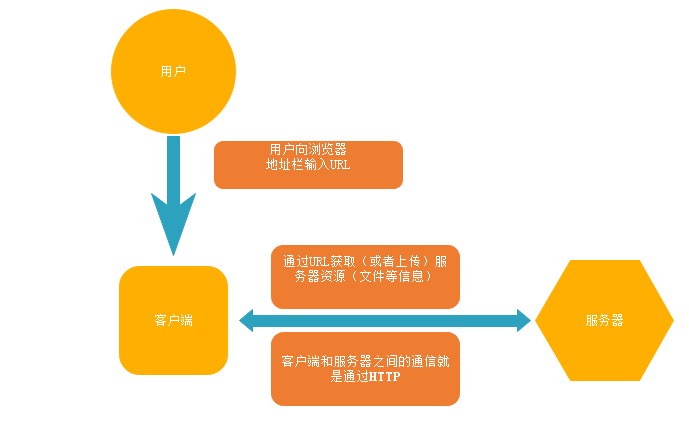 用户
用户向浏览器
地址栏输入URL
通过URL获取（或者上传）服
务器资源（文件等信息）
客户端
服务器
客户端和服务器之间的通信就
是通过HTTP